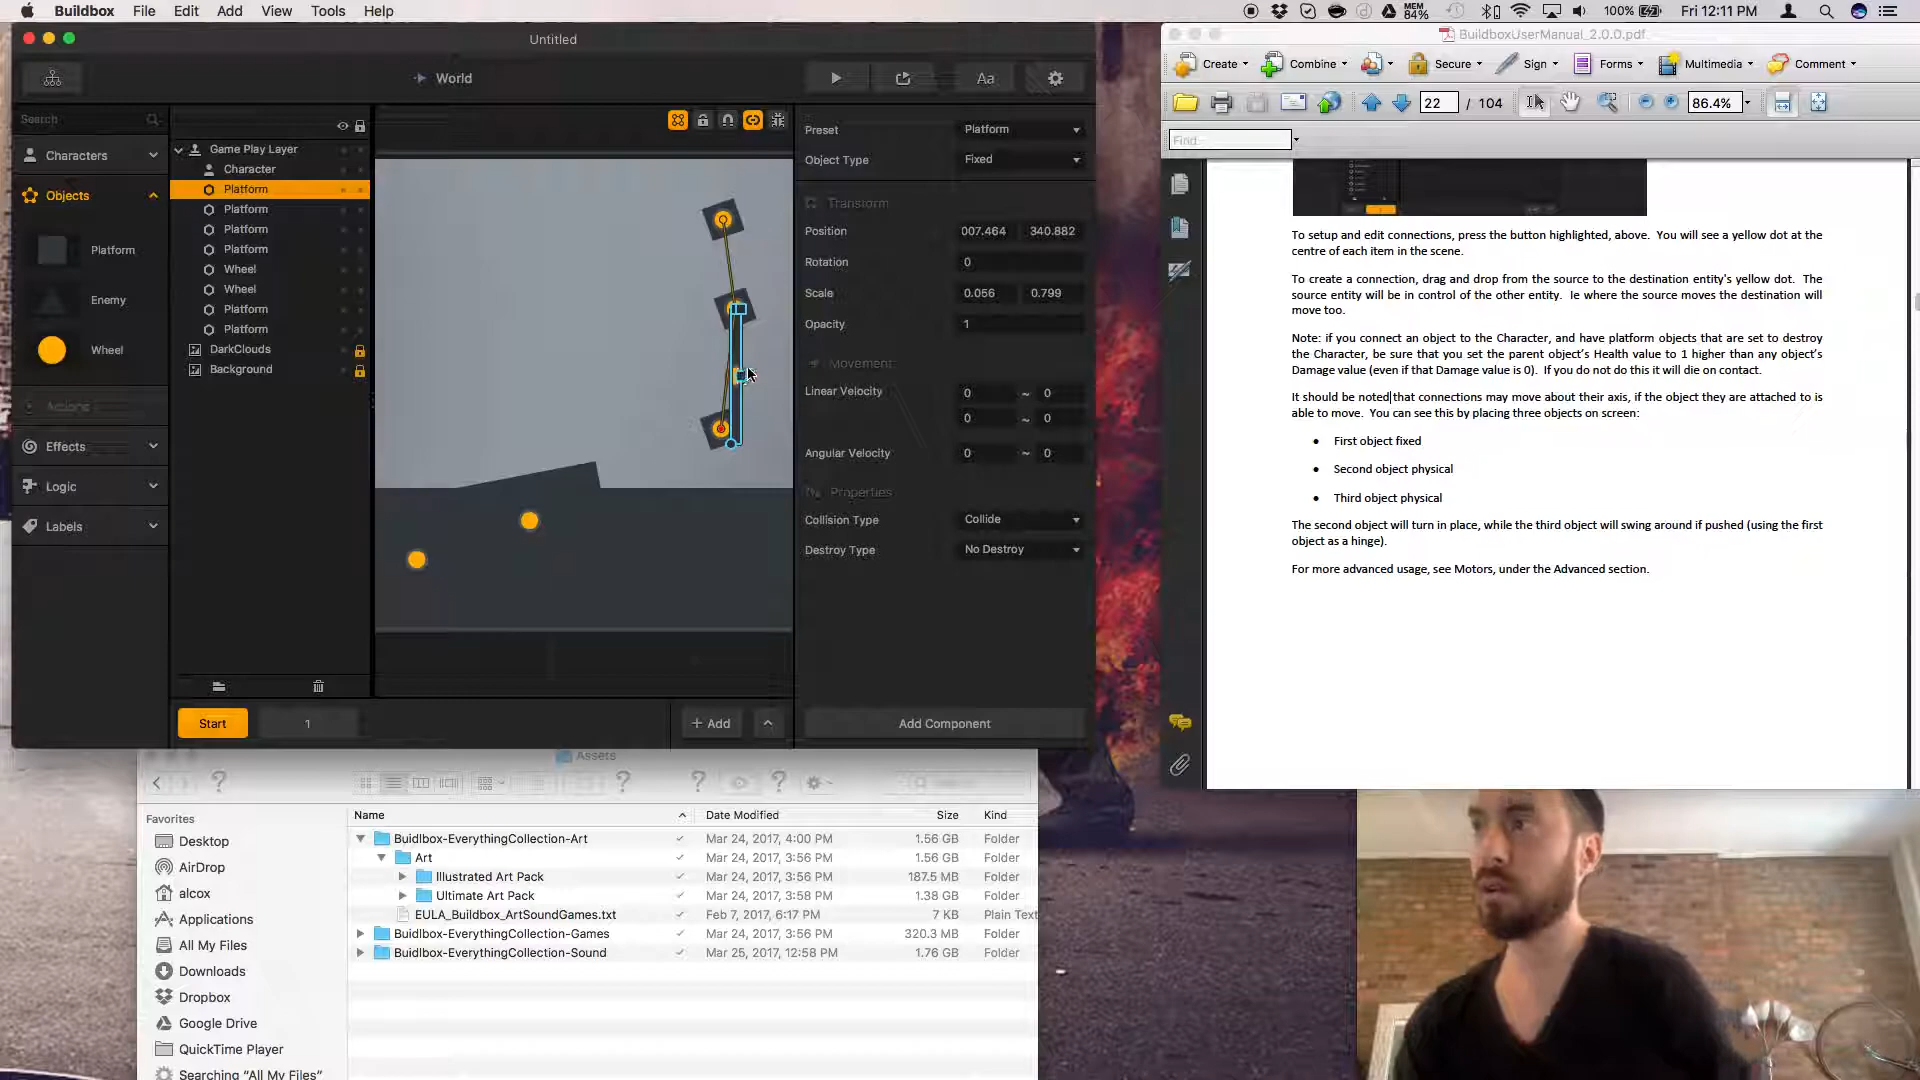 Buildbox File Edit Add View Tools Help
MEM 84% 100% Fri 12:11 PM
Untitled
World
Aa
Search
Characters
Objects
Platform
Enemy
Wheel
Actions
Effects
Logic
Labels
Game Play Layer
Character
Platform
Platform
Platform
Platform
Wheel
Wheel
Platform
Platform
DarkClouds
Background
Preset Platform
Object Type Fixed
Transform
Position 007.464 340.882
Rotation 0
Scale 0.056 0.799
Opacity 1
Movement
Linear Velocity 0 ~ 0
0 ~ 0
Angular Velocity 0 ~ 0
Properties
Collision Type Collide
Destroy Type No Destroy
Start 1 + Add Add Component
BuildboxUserManual_2.0.0.pdf
Create Combine Secure Sign Forms Multimedia Comment
22 / 104 86.4%
Find
To setup and edit connections, press the button highlighted, above. You will see a yellow dot at the
centre of each item in the scene.
To create a connection, drag and drop from the source to the destination entity's yellow dot. The
source entity will be in control of the other entity. Ie where the source moves the destination will
move too.
Note: if you connect an object to the Character, and have platform objects that are set to destroy
the Character, be sure that you set the parent object's Health value to 1 higher than any object's
Damage value (even if that Damage value is 0). If you do not do this it will die on contact.
It should be noted that connections may move about their axis, if the object they are attached to is
able to move. You can see this by placing three objects on screen:
• First object fixed
• Second object physical
• Third object physical
The second object will turn in place, while the third object will swing around if pushed (using the first
object as a hinge).
For more advanced usage, see Motors, under the Advanced section.
Assets
Favorites
Desktop
AirDrop
alcox
Applications
All My Files
Downloads
Dropbox
Google Drive
QuickTime Player
Searching “All My Files”
Name Date Modified Size Kind
Buidlbox-EverythingCollection-Art Mar 24, 2017, 4:00 PM 1.56 GB Folder
Art Mar 24, 2017, 3:56 PM 1.56 GB Folder
Illustrated Art Pack Mar 24, 2017, 3:56 PM 187.5 MB Folder
Ultimate Art Pack Mar 24, 2017, 3:58 PM 1.38 GB Folder
EULA_Buildbox_ArtSoundGames.txt Feb 7, 2017, 6:17 PM 7 KB Plain Text
Buidlbox-EverythingCollection-Games Mar 24, 2017, 3:56 PM 320.3 MB Folder
Buidlbox-EverythingCollection-Sound Mar 25, 2017, 12:58 PM 1.76 GB Folder